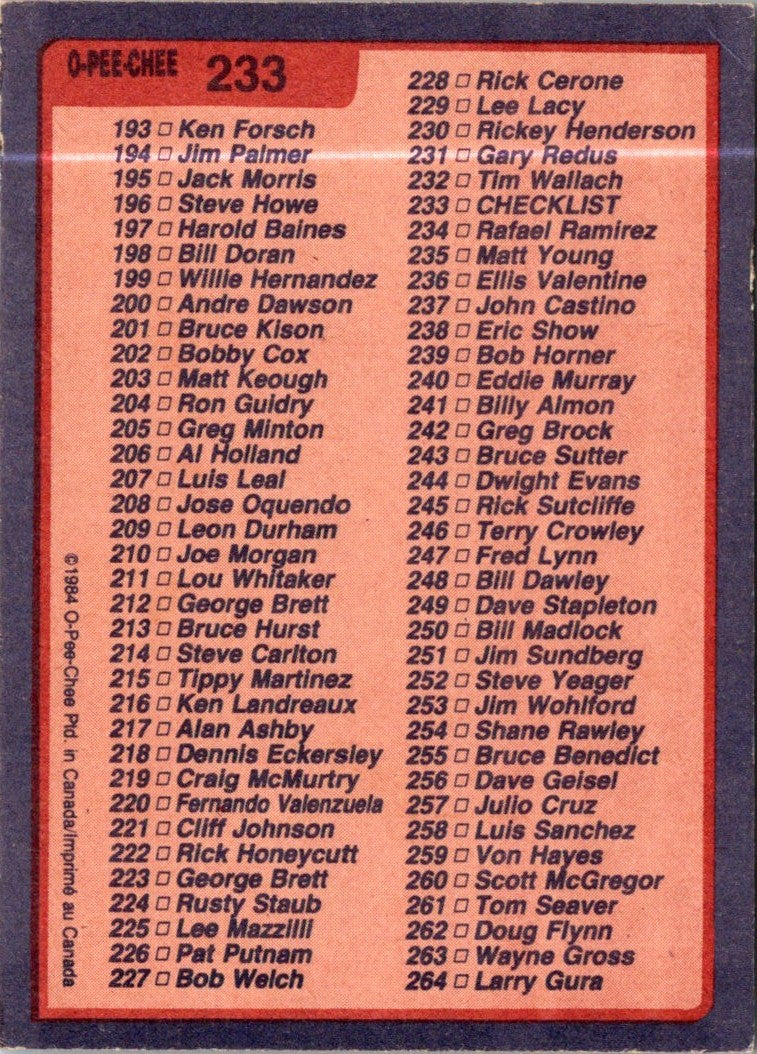 O-PEE-CHEE 233
193 □ Ken Forsch
194 □ Jim Palmer
195 □ Jack Morris
196 □ Steve Howe
197 □ Harold Baines
198 □ Bill Doran
199 □ Willie Hernandez
200 □ Andre Dawson
201 □ Bruce Kison
202 □ Bobby Cox
203 □ Matt Keough
204 □ Ron Guidry
205 □ Greg Minton
206 □ Al Holland
207 □ Luis Leal
208 □ Jose Oquendo
209 □ Leon Durham
210 □ Joe Morgan
211 □ Lou Whitaker
212 □ George Brett
213 □ Bruce Hurst
214 □ Steve Carlton
215 □ Tippy Martinez
216 □ Ken Landreaux
217 □ Alan Ashby
218 □ Dennis Eckersley
219 □ Craig McMurtry
220 □ Fernando Valenzuela
221 □ Cliff Johnson
222 □ Rick Honeycutt
223 □ George Brett
224 □ Rusty Staub
225 □ Lee Mazzilli
226 □ Pat Putnam
227 □ Bob Welch
228 □ Rick Cerone
229 □ Lee Lacy
230 □ Rickey Henderson
231 □ Gary Redus
232 □ Tim Wallach
233 □ CHECKLIST
234 □ Rafael Ramirez
235 □ Matt Young
236 □ Ellis Valentine
237 □ John Castino
238 □ Eric Show
239 □ Bob Horner
240 □ Eddie Murray
241 □ Billy Almon
242 □ Greg Brock
243 □ Bruce Sutter
244 □ Dwight Evans
245 □ Rick Sutcliffe
246 □ Terry Crowley
247 □ Fred Lynn
248 □ Bill Dawley
249 □ Dave Stapleton
250 □ Bill Madlock
251 □ Jim Sundberg
252 □ Steve Yeager
253 □ Jim Wohlford
254 □ Shane Rawley
255 □ Bruce Benedict
256 □ Dave Geisel
257 □ Julio Cruz
258 □ Luis Sanchez
259 □ Von Hayes
260 □ Scott McGregor
261 □ Tom Seaver
262 □ Doug Flynn
263 □ Wayne Gross
264 □ Larry Gura
©1984 O-Pee-Chee Ptd. in Canada/Imprimé au Canada